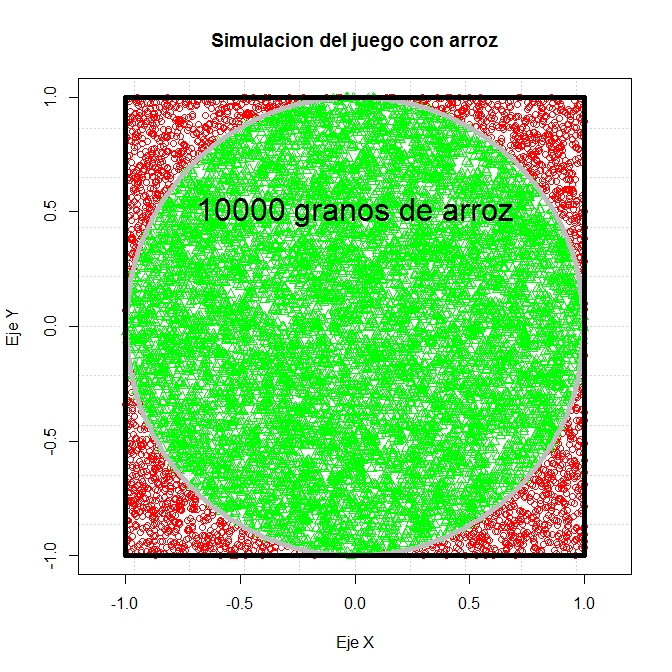 Simulacion del juego con arroz
10000 granos de arroz
Eje Y
1.0
0.5
0.0
-0.5
-1.0
-1.0 -0.5 0.0 0.5 1.0
Eje X